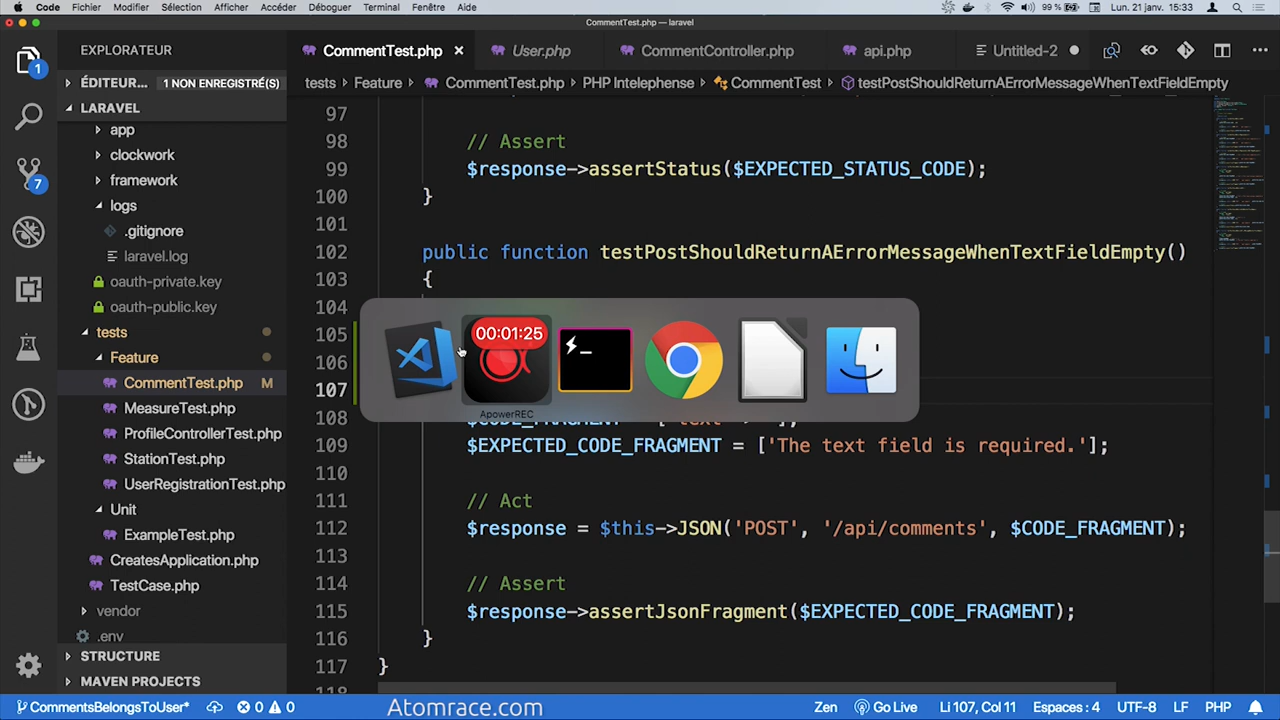 Code Fichier Modifier Sélection Afficher Accéder Déboguer Terminal Fenêtre Aide 99 % Lun. 21 janv. 15:33
CommentTest.php — laravel
EXPLORATEUR
CommentTest.php × User.php CommentController.php api.php Untitled-2
ÉDITEUR… 1 NON ENREGISTRÉ(S)
tests > Feature > CommentTest.php > PHP Intelephense > CommentTest > testPostShouldReturnAErrorMessageWhenTextFieldEmpty
LARAVEL
app
clockwork
framework
logs
.gitignore
laravel.log
oauth-private.key
oauth-public.key
tests
Feature
CommentTest.php M
MeasureTest.php
ProfileControllerTest.php
StationTest.php
UserRegistrationTest.php
Unit
ExampleTest.php
CreatesApplication.php
TestCase.php
vendor
.env
STRUCTURE
MAVEN PROJECTS
1
7
97
98 // Assert
99 $response->assertStatus($EXPECTED_STATUS_CODE);
100 }
101
102 public function testPostShouldReturnAErrorMessageWhenTextFieldEmpty()
103 {
104
105
106
107
108
109 $EXPECTED_CODE_FRAGMENT = ['The text field is required.'];
110
111 // Act
112 $response = $this->JSON('POST', '/api/comments', $CODE_FRAGMENT);
113
114 // Assert
115 $response->assertJsonFragment($EXPECTED_CODE_FRAGMENT);
116 }
117 }
118
00:01:25
ApowerREC
CommentsBelongsToUser* 0 0 Atomrace.com Zen Go Live Li 107, Col 11 Espaces : 4 UTF-8 LF PHP